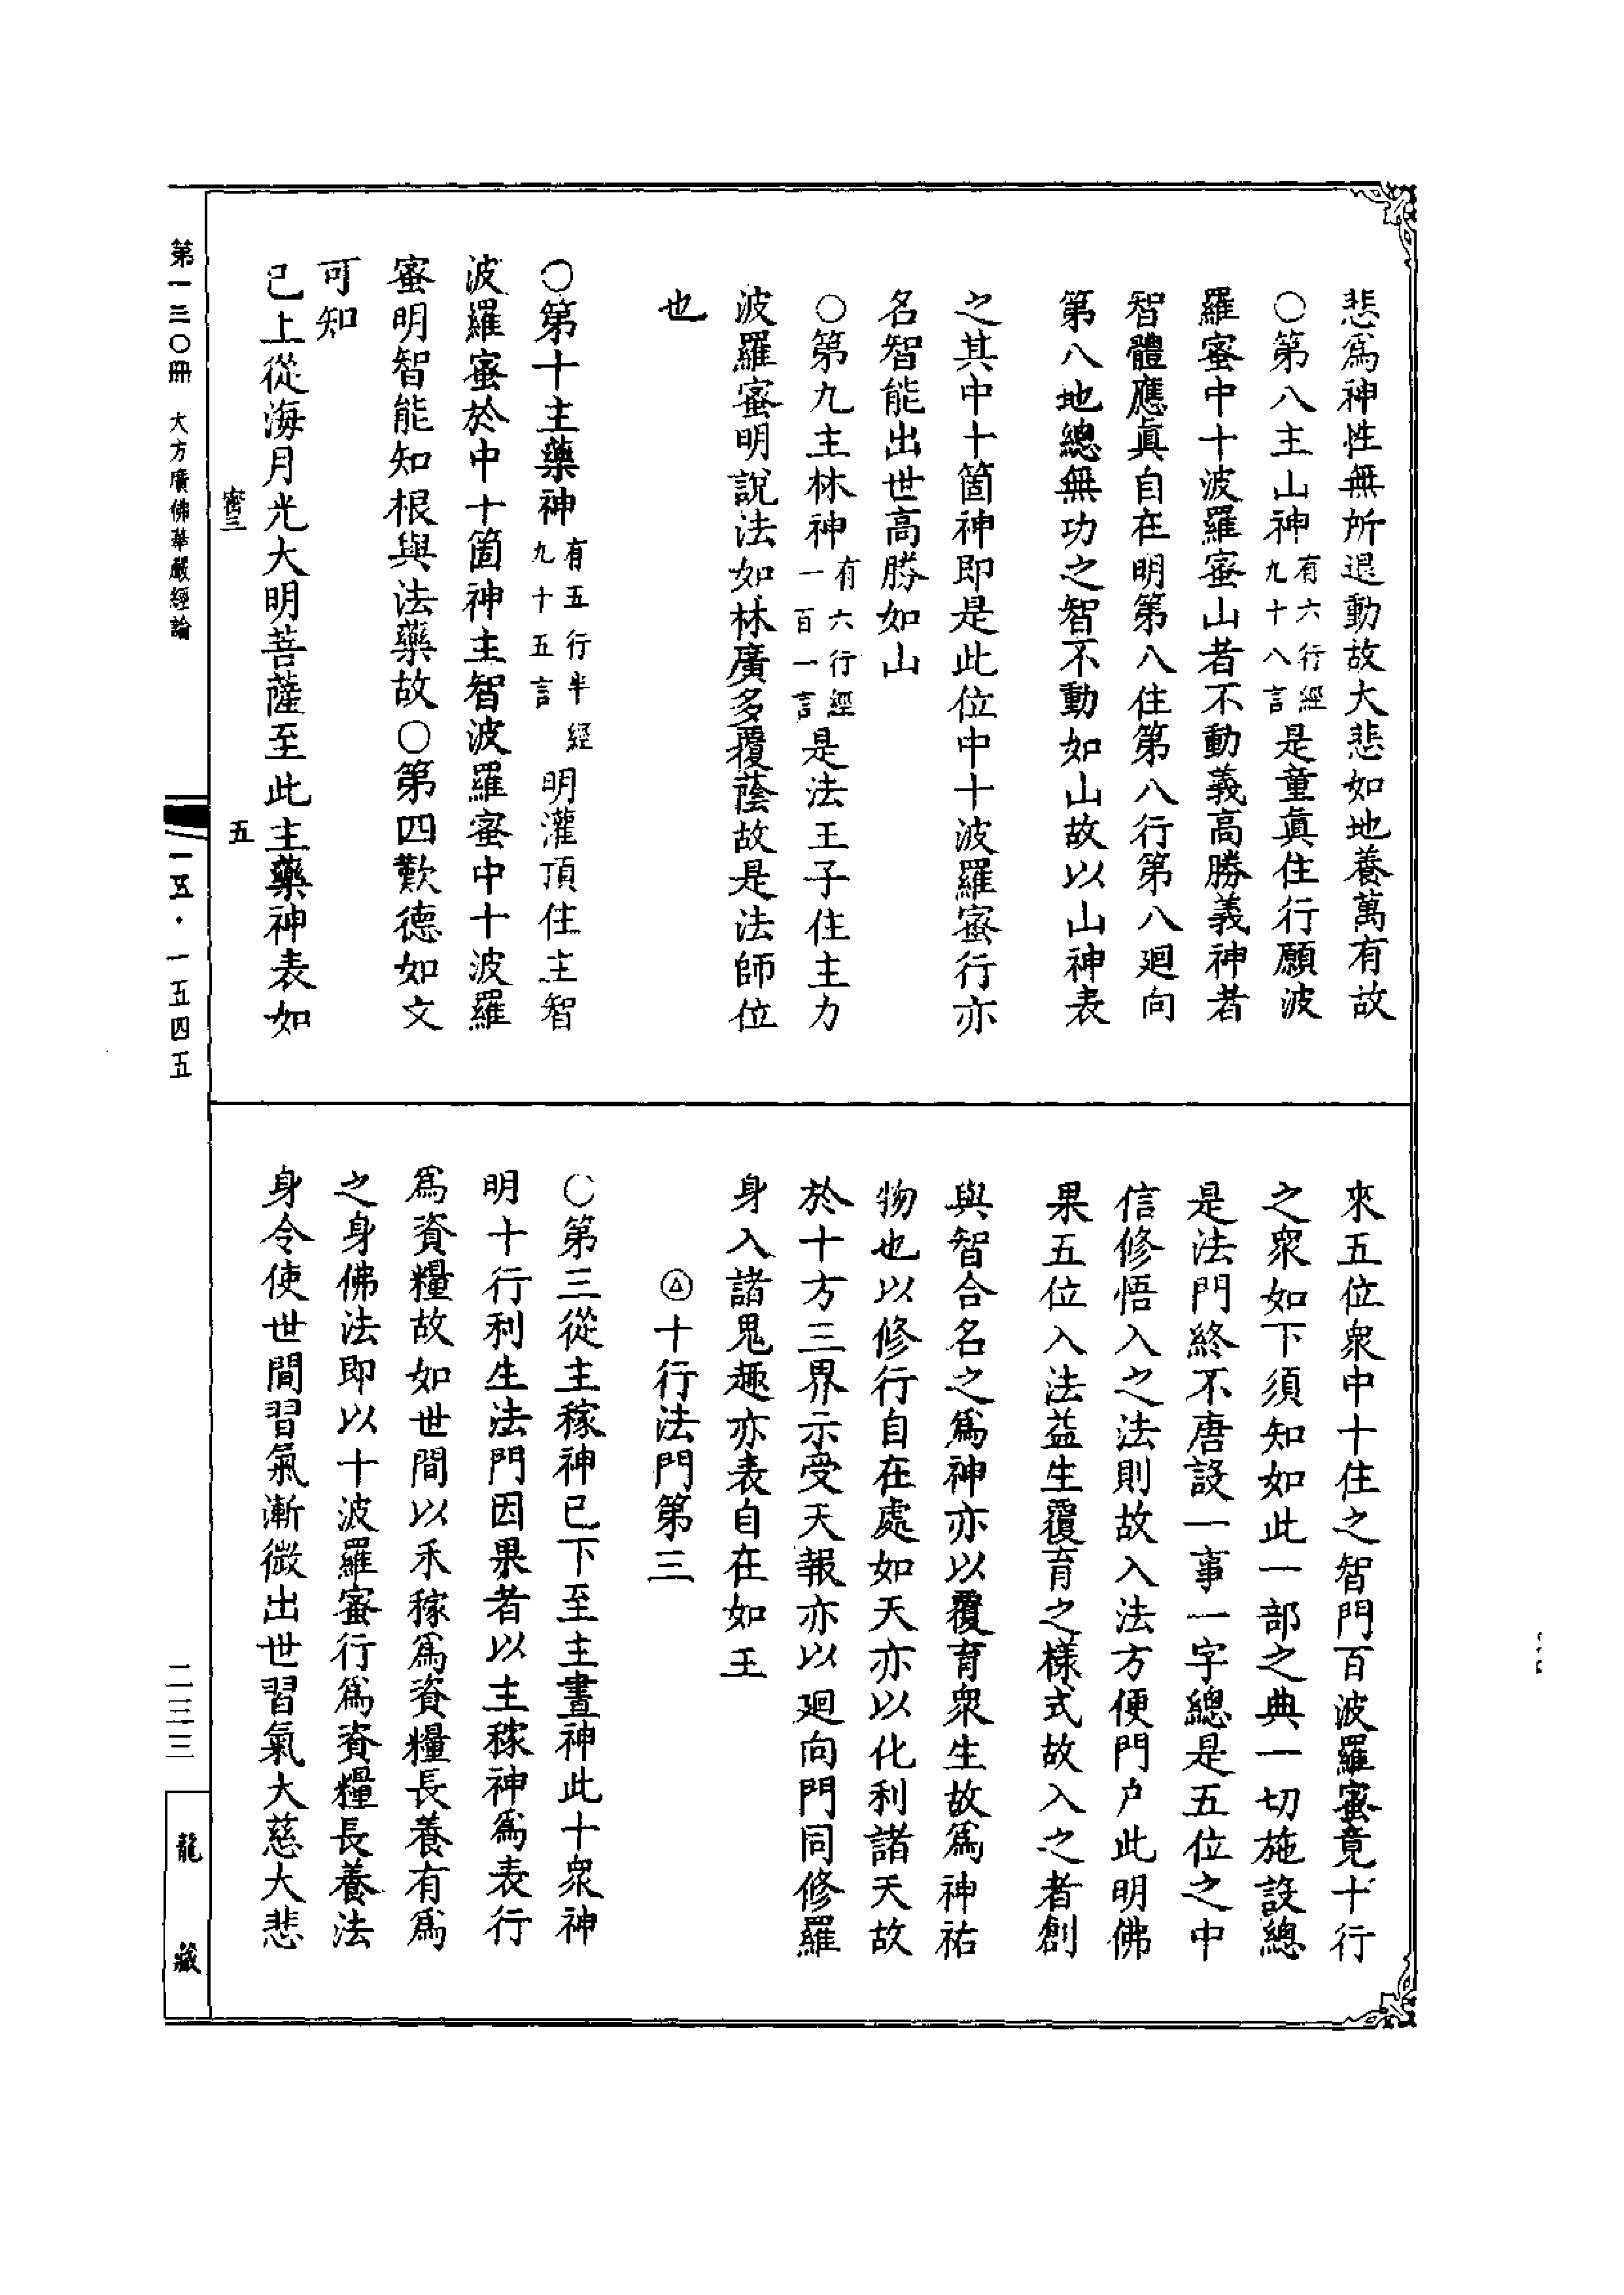 悲爲神性無所退動故大悲如地養萬有故
○第八主山神有六行經九十八言是童眞住行願波
羅蜜中十波羅蜜山者不動義高勝義神者
智體應眞自在明第八住第八行第八廻向
第八地總無功之智不動如山故以山神表
之其中十箇神即是此位中十波羅蜜行亦
名智能出世高勝如山
○第九主林神有六行經一百一言是法王子住主力
波羅蜜明說法如林廣多覆蔭故是法師位
也
○第十主藥神有五行半經九十五言明灌頂住主智
波羅蜜於中十箇神主智波羅蜜中十波羅
蜜明智能知根與法藥故○第四歎德如文
可知
已上從海月光大明菩薩至此主藥神表如
來五位衆中十住之智門百波羅蜜竟十行
之衆如下須知如此一部之典一切施設總
是法門終不唐設一事一字總是五位之中
信修悟入之法則故入法方便門户此明佛
果五位入法益生覆育之樣式故入之者創
與智合名之爲神亦以覆育衆生故爲神祐
物也以修行自在處如天亦以化利諸天故
於十方三界示受天報亦以廻向門同修羅
身入諸鬼趣亦表自在如王
十行法門第三
○第三從主稼神已下至主晝神此十衆神
明十行利生法門因果者以主稼神爲表行
爲資糧故如世間以禾稼爲資糧長養有爲
之身佛法即以十波羅蜜行爲資糧長養法
身令使世間習氣漸微出世習氣大慈大悲
五
第一三〇冊 大方廣佛華嚴經論
一五·一五四五
二三三
龍藏